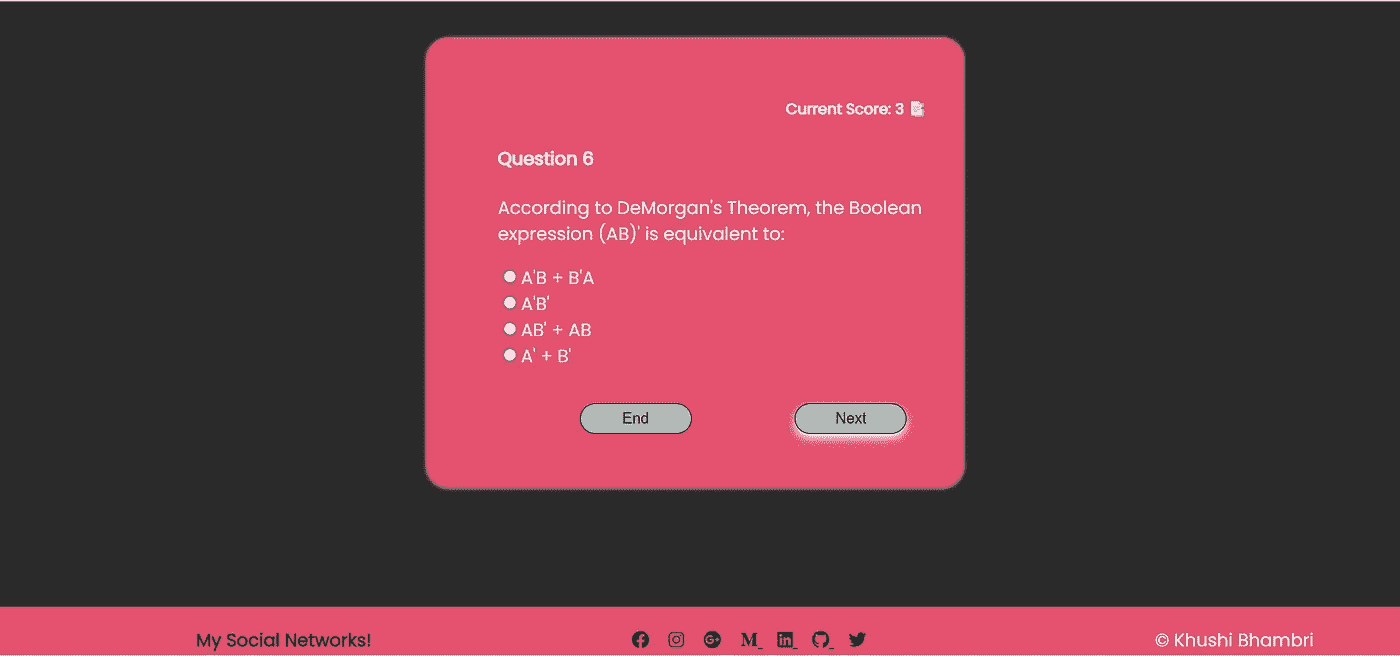 Current Score: 3
Question 6
According to DeMorgan's Theorem, the Boolean
expression (AB)' is equivalent to:
A'B + B'A
A'B'
AB' + AB
A' + B'
End
Next
My Social Networks!
© Khushi Bhambri